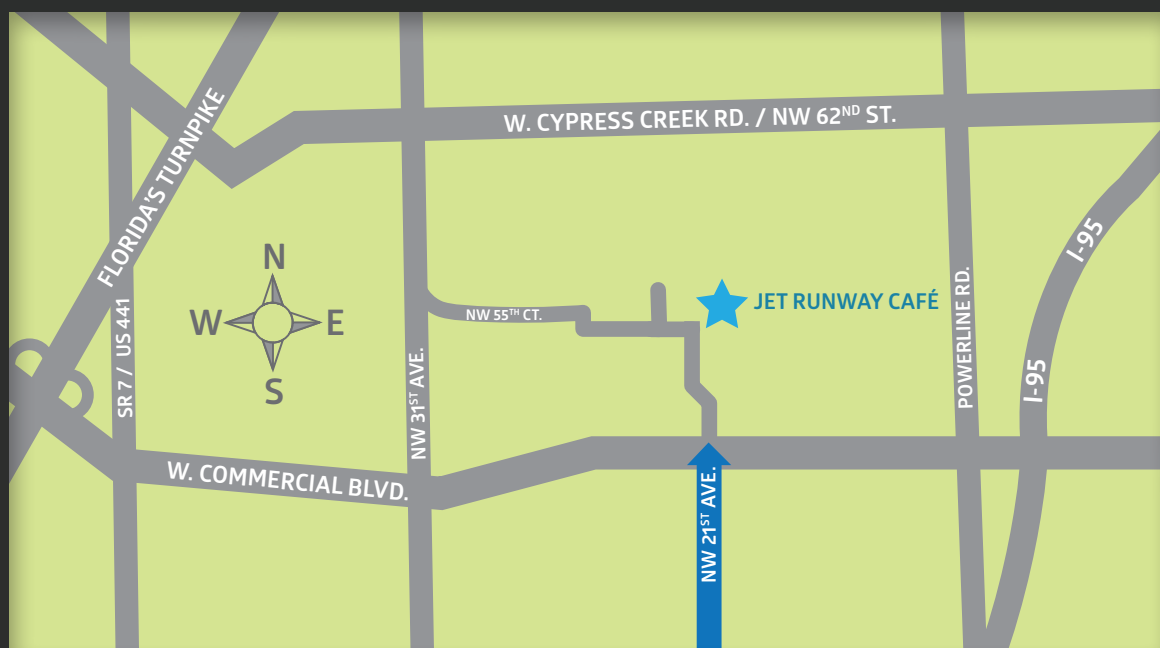 W. CYPRESS CREEK RD. / NW 62ND ST.
FLORIDA'S TURNPIKE
I-95
N
W
E
S
JET RUNWAY CAFÉ
NW 55TH CT.
SR 7 / US 441
NW 31ST AVE.
POWERLINE RD.
I-95
W. COMMERCIAL BLVD.
NW 21ST AVE.